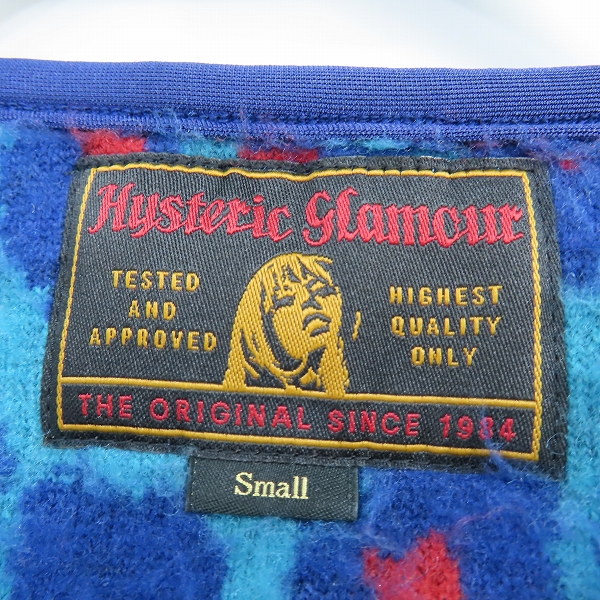 Hysteric Glamour
TESTED
AND
APPROVED
HIGHEST
QUALITY
ONLY
THE ORIGINAL SINCE 1984
Small